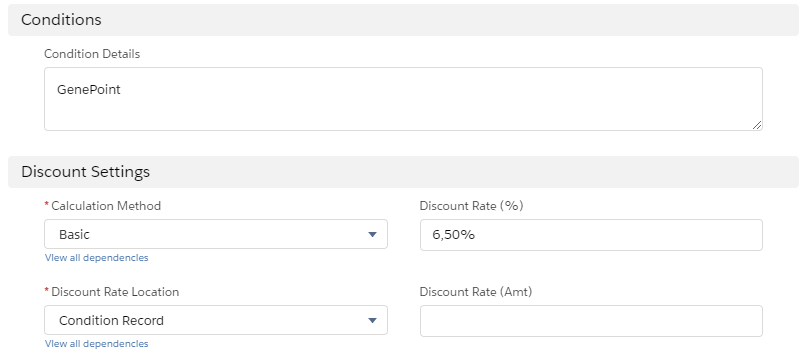 Conditions
Condition Details
GenePoint
Discount Settings
* Calculation Method
Discount Rate (%)
Basic
6,50%
View all dependencies
* Discount Rate Location
Discount Rate (Amt)
Condition Record
View all dependencies